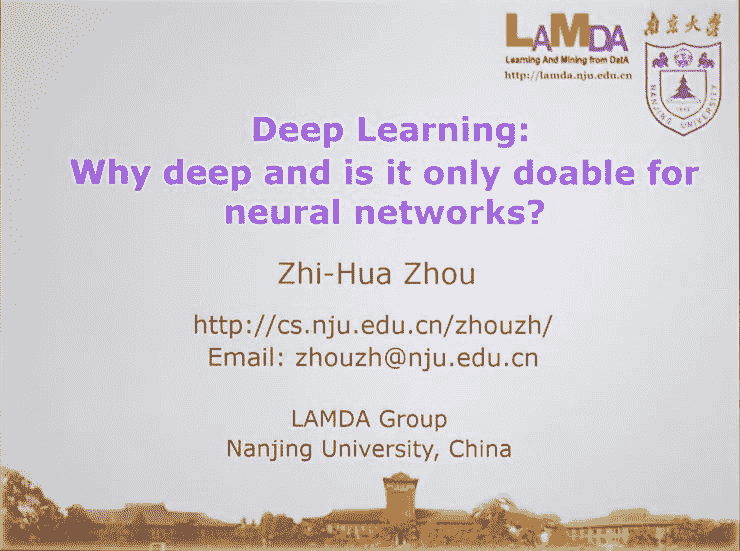 LAMDA
Learning And Mining from DatA
http://lamda.nju.edu.cn
南京大學
NANJING UNIVERSITY
Deep Learning:
Why deep and is it only doable for
neural networks?
Zhi-Hua Zhou
http://cs.nju.edu.cn/zhouzh/
Email: zhouzh@nju.edu.cn
LAMDA Group
Nanjing University, China